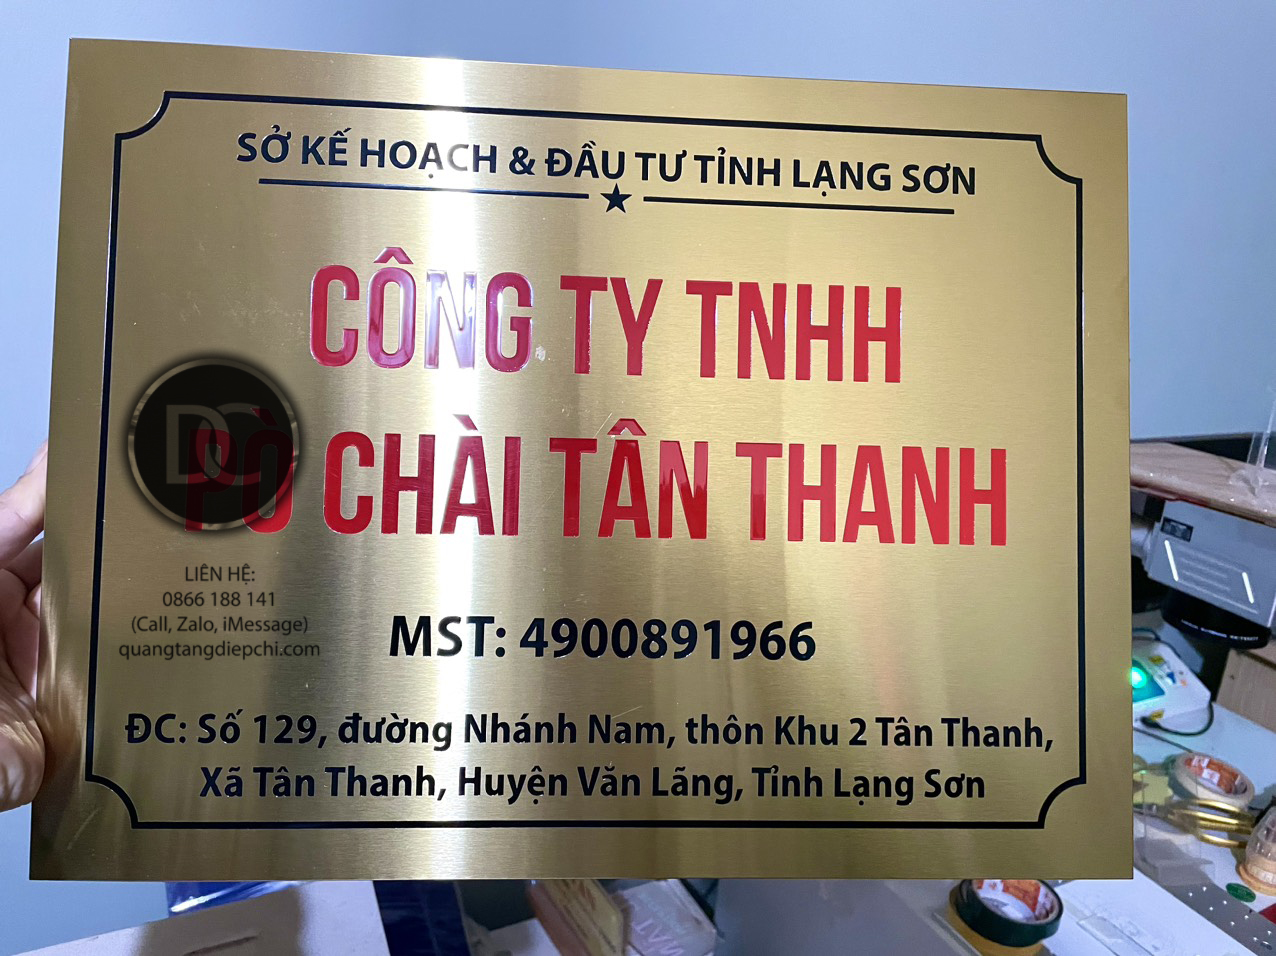 SỞ KẾ HOẠCH & ĐẦU TƯ TỈNH LẠNG SƠN
CÔNG TY TNHH
PÒ CHÀI TÂN THANH
LIÊN HỆ:
0866 188 141
(Call, Zalo, iMessage)
quangtangdiepchi.com
MST: 4900891966
ĐC: Số 129, đường Nhánh Nam, thôn Khu 2 Tân Thanh,
Xã Tân Thanh, Huyện Văn Lãng, Tỉnh Lạng Sơn